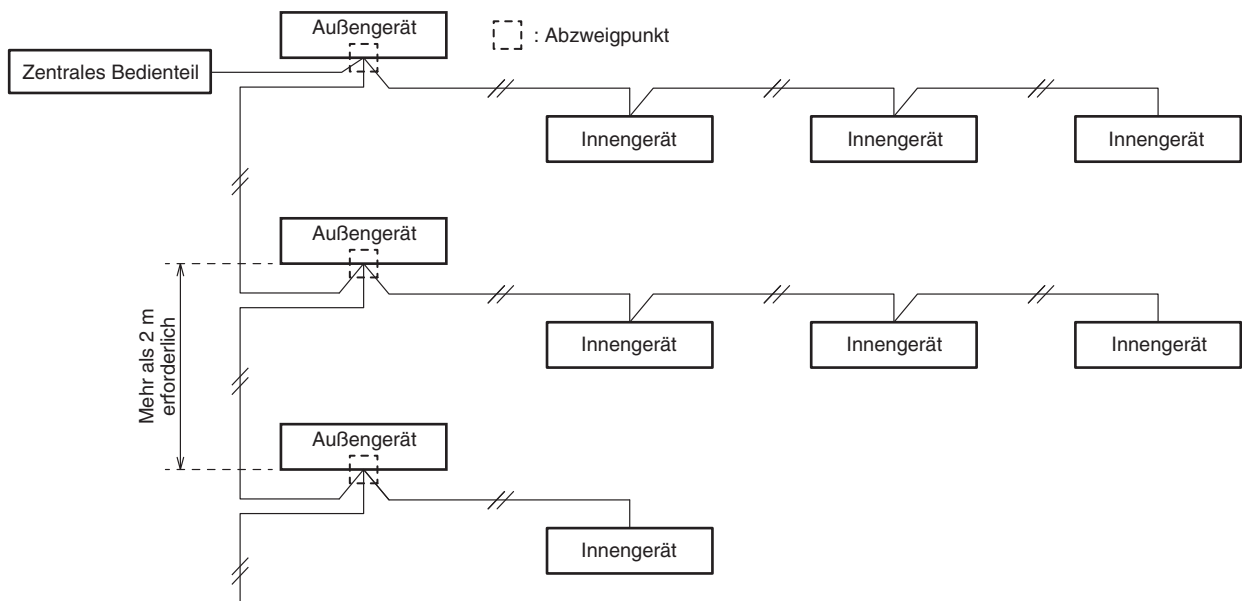 Außengerät
: Abzweigpunkt
Zentrales Bedienteil
Innengerät
Innengerät
Innengerät
Außengerät
Mehr als 2 m
erforderlich
Innengerät
Innengerät
Innengerät
Außengerät
Innengerät